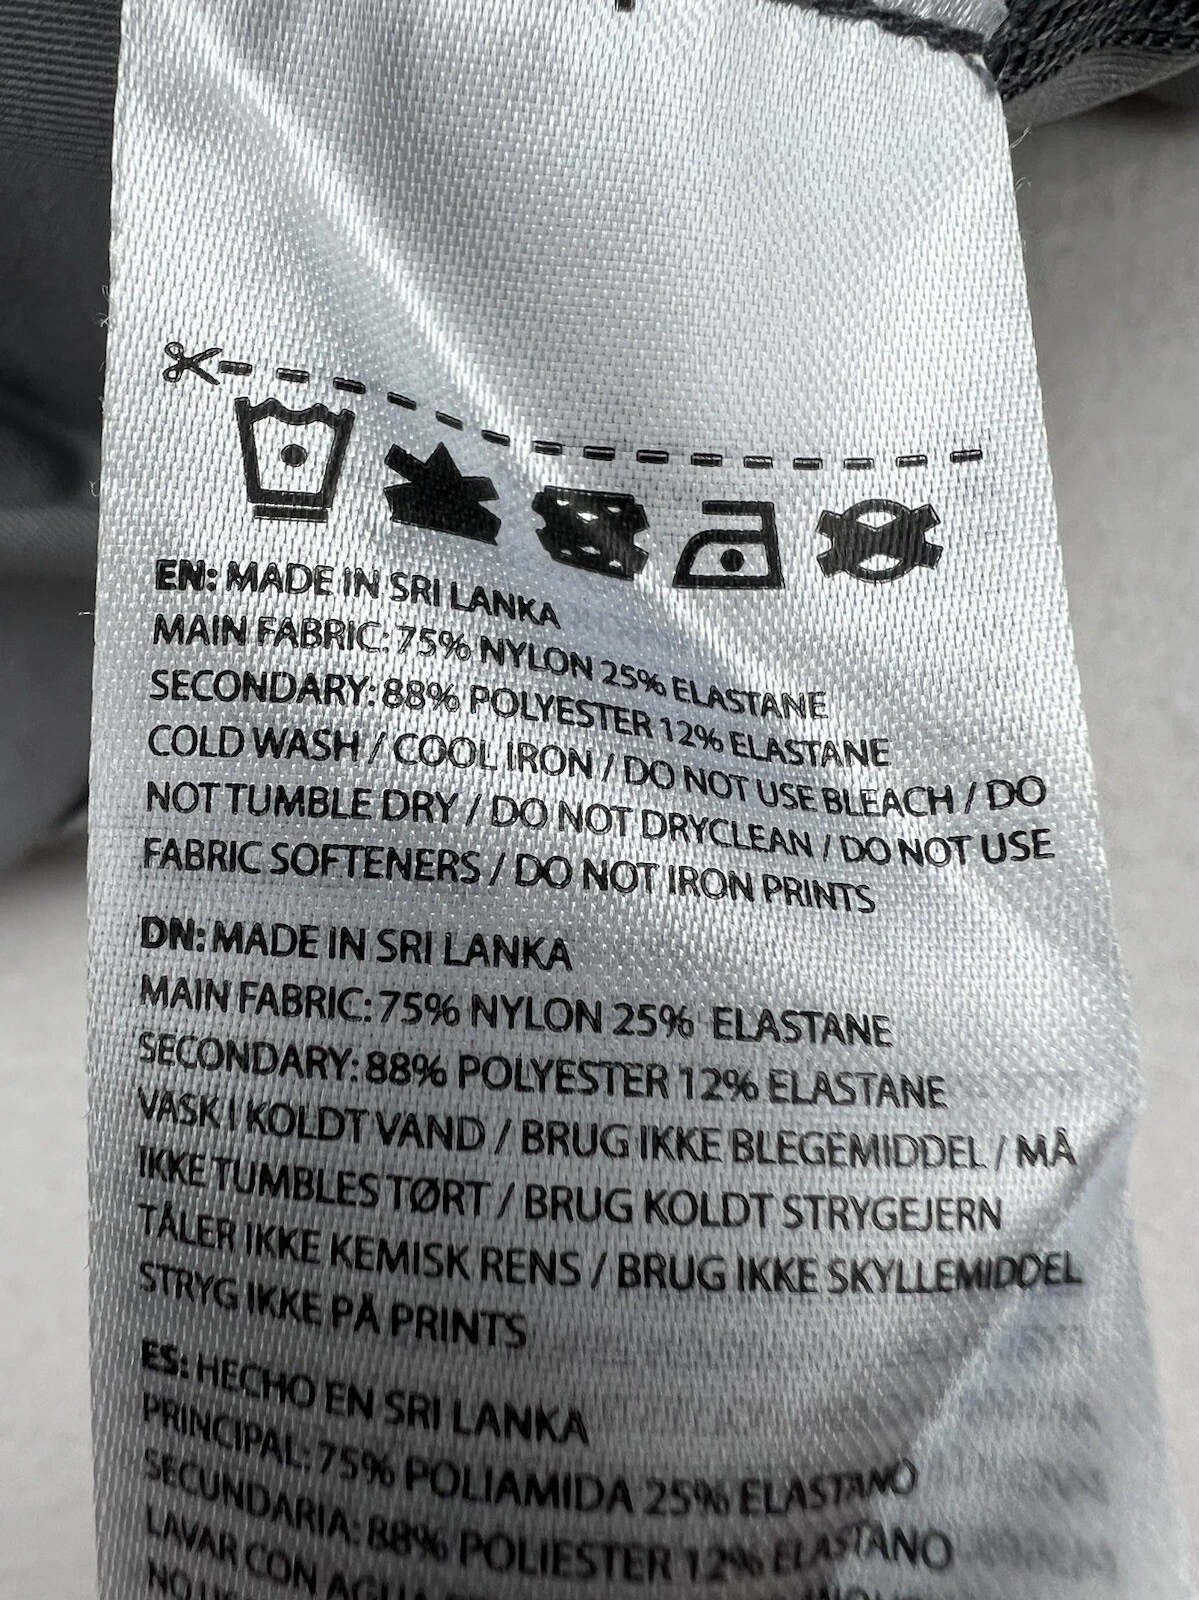 EN: MADE IN SRI LANKA
MAIN FABRIC: 75% NYLON 25% ELASTANE
SECONDARY: 88% POLYESTER 12% ELASTANE
COLD WASH / COOL IRON / DO NOT USE BLEACH / DO
NOT TUMBLE DRY / DO NOT DRYCLEAN / DO NOT USE
FABRIC SOFTENERS / DO NOT IRON PRINTS
DN: MADE IN SRI LANKA
MAIN FABRIC: 75% NYLON 25% ELASTANE
SECONDARY: 88% POLYESTER 12% ELASTANE
VASK I KOLDT VAND / BRUG IKKE BLEGEMIDDEL / MÅ
IKKE TUMBLES TØRT / BRUG KOLDT STRYGEJERN
TÅLER IKKE KEMISK RENS / BRUG IKKE SKYLLEMIDDEL
STRYG IKKE PÅ PRINTS
ES: HECHO EN SRI LANKA
PRINCIPAL: 75% POLIAMIDA 25% ELASTANO
SECUNDARIA: 88% POLIESTER 12% ELASTANO
LAVAR CON AGUA
NO